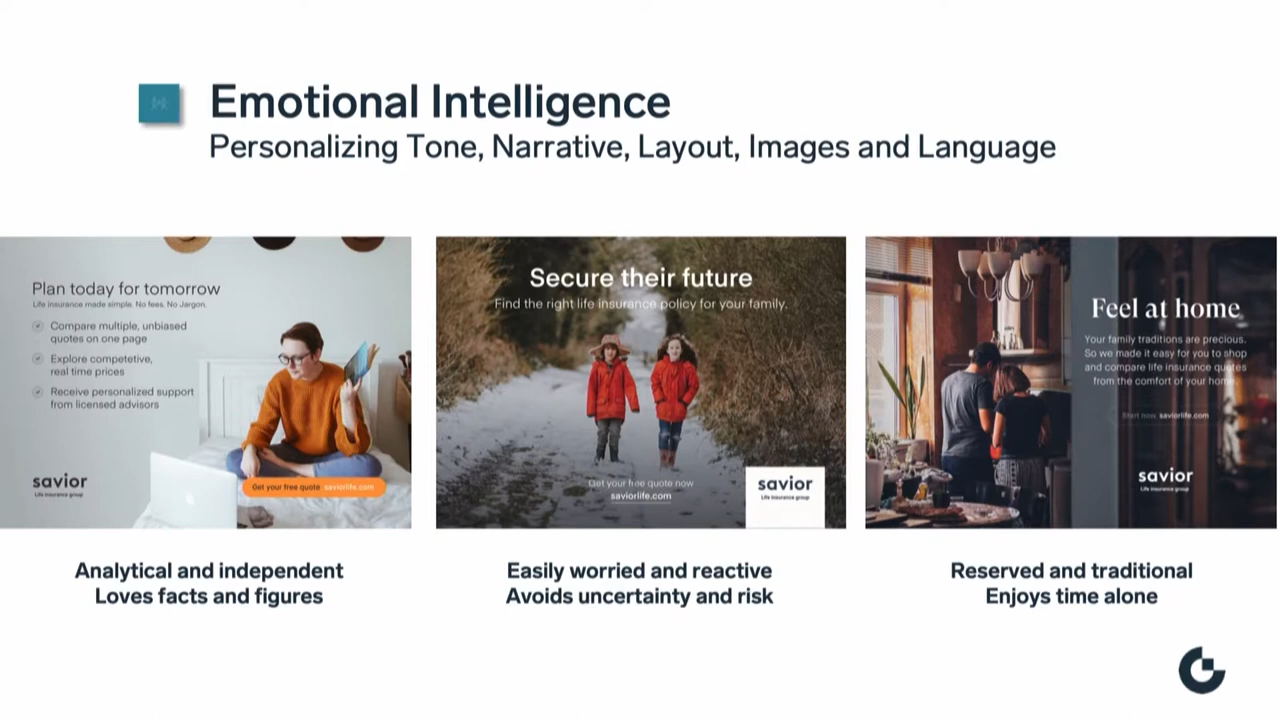 Emotional Intelligence
Personalizing Tone, Narrative, Layout, Images and Language
Plan today for tomorrow
Life insurance made simple. No fees. No Jargon.
Compare multiple, unbiased
quotes on one page
Explore competetive,
real time prices
Receive personalized support
from licensed advisors
savior
Life insurance group
Get your free quote saviorlife.com
Secure their future
Find the right life insurance policy for your family.
Get your free quote now
saviorlife.com
savior
Life insurance group
Feel at home
Your family traditions are precious.
So we made it easy for you to shop
and compare life insurance quotes
from the comfort of your home.
Start now saviorlife.com
savior
Life insurance group
Analytical and independent
Loves facts and figures
Easily worried and reactive
Avoids uncertainty and risk
Reserved and traditional
Enjoys time alone